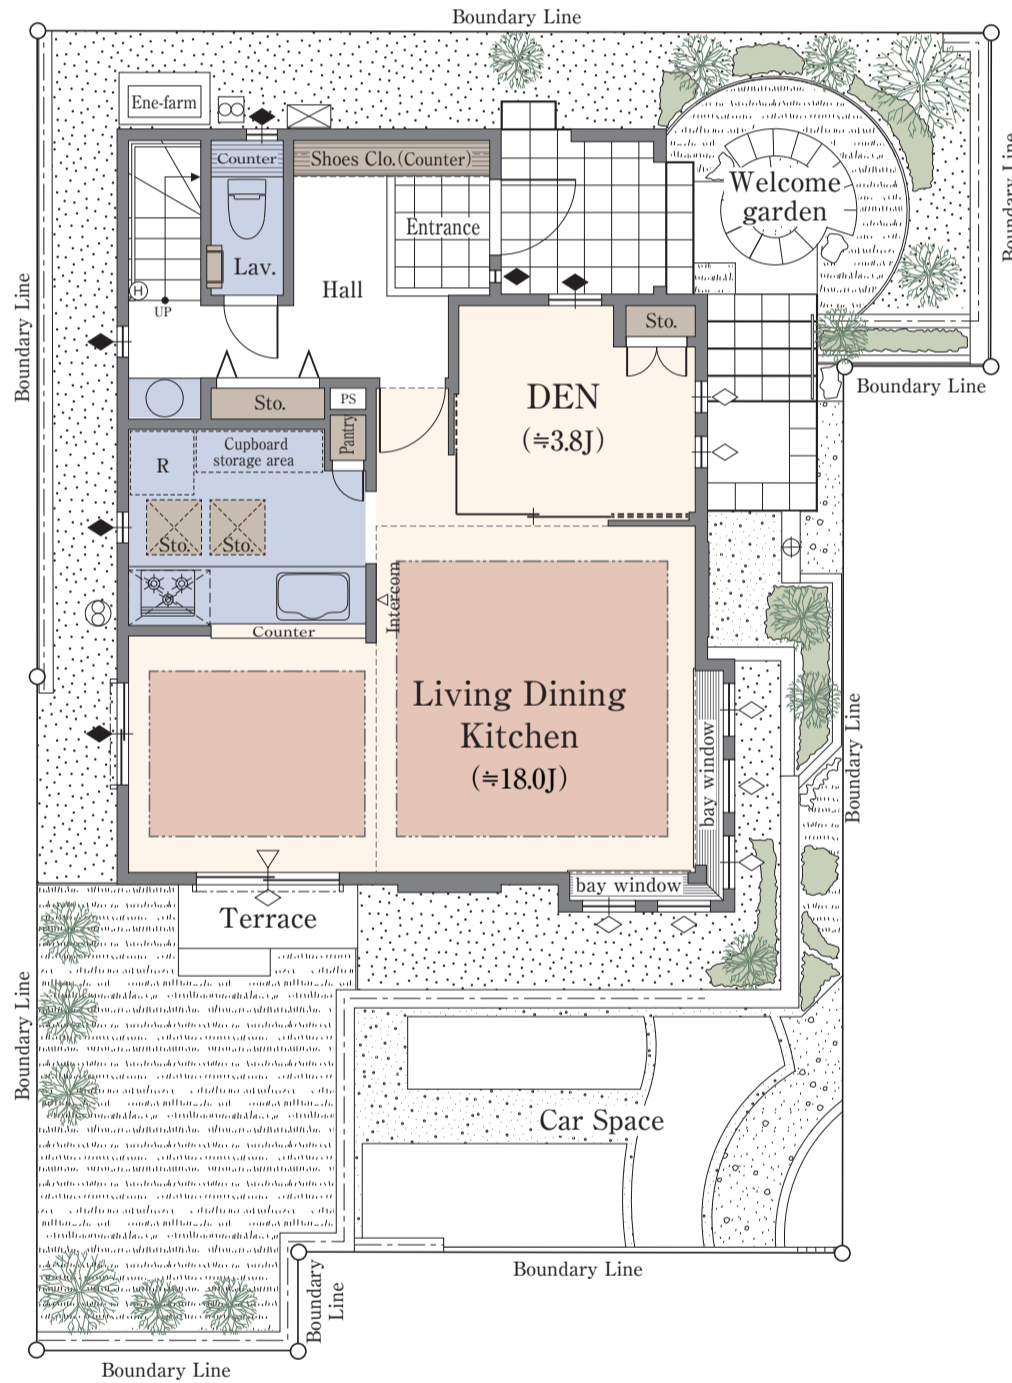 Boundary Line
Ene-farm
Counter
Shoes Clo.(Counter)
Welcome
garden
Boundary Line
Entrance
Lav.
Hall
H
UP
Sto.
Boundary Line
Boundary Line
DEN
(≒3.8J)
Sto.
PS
Pantry
R
Cupboard
storage area
Sto.
Sto.
Intercom
Counter
Living Dining
Kitchen
(≒18.0J)
bay window
Boundary Line
bay window
Terrace
Boundary Line
Car Space
Boundary Line
Boundary
Line
Boundary Line